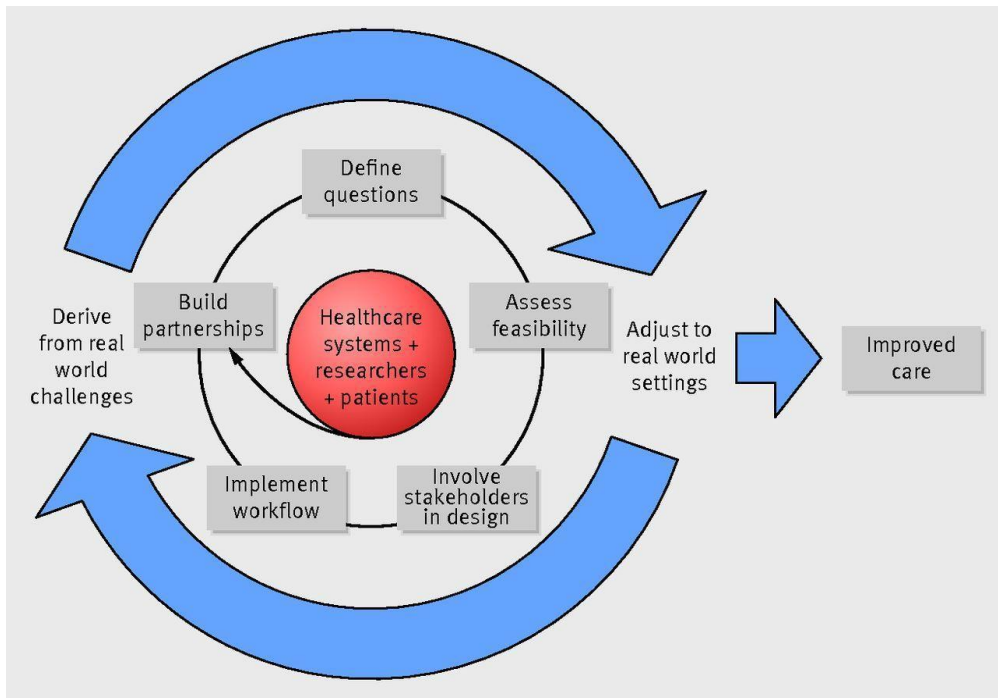 Define
questions
Build
partnerships
Healthcare
systems +
researchers
+ patients
Assess
feasibility
Derive
from real
world
challenges
Adjust to
real world
settings
Improved
care
Implement
workflow
Involve
stakeholders
in design